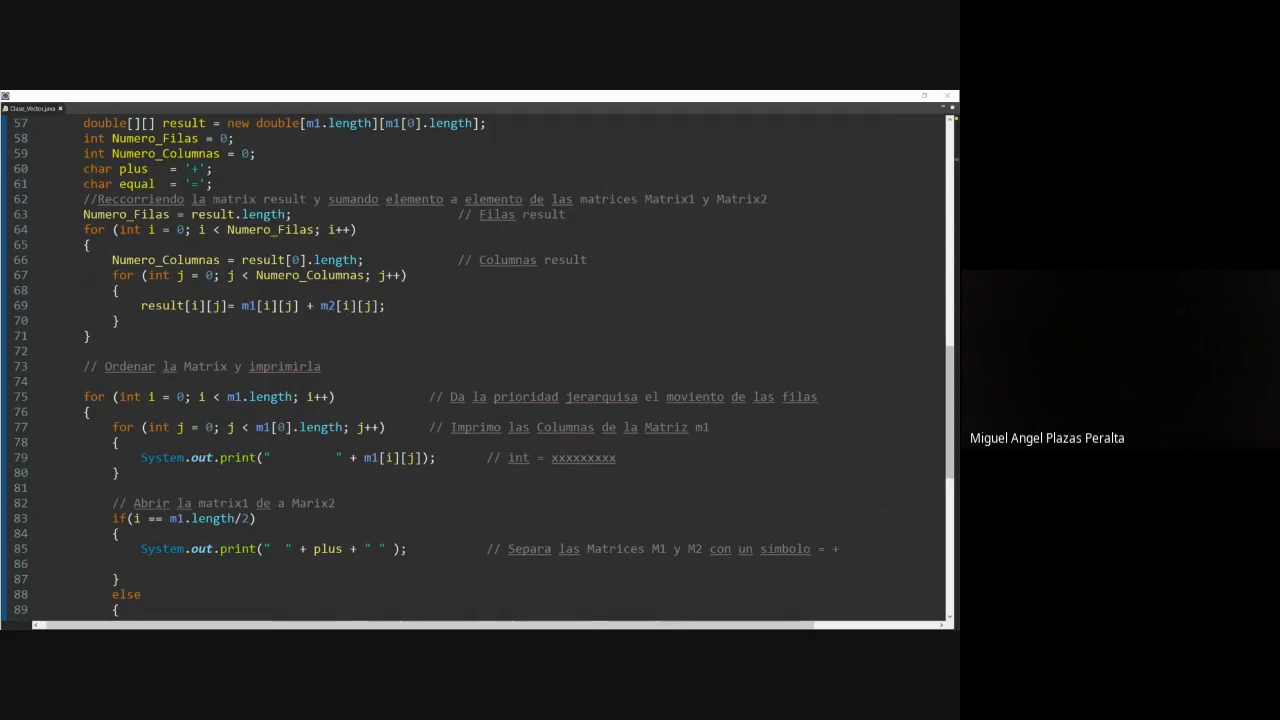 Clase_Vector.java
57 double[][] result = new double[m1.length][m1[0].length];
58 int Numero_Filas = 0;
59 int Numero_Columnas = 0;
60 char plus = '+';
61 char equal = '=';
62 //Reccorriendo la matrix result y sumando elemento a elemento de las matrices Matrix1 y Matrix2
63 Numero_Filas = result.length; // Filas result
64 for (int i = 0; i < Numero_Filas; i++)
65 {
66 Numero_Columnas = result[0].length; // Columnas result
67 for (int j = 0; j < Numero_Columnas; j++)
68 {
69 result[i][j]= m1[i][j] + m2[i][j];
70 }
71 }
72
73 // Ordenar la Matrix y imprimirla
74
75 for (int i = 0; i < m1.length; i++) // Da la prioridad jerarquisa el moviento de las filas
76 {
77 for (int j = 0; j < m1[0].length; j++) // Imprimo las Columnas de la Matriz m1
78 {
79 System.out.print("         " + m1[i][j]); // int = xxxxxxxxx
80 }
81
82 // Abrir la matrix1 de a Marix2
83 if(i == m1.length/2)
84 {
85 System.out.print("  " + plus + " " ); // Separa las Matrices M1 y M2 con un símbolo = +
86
87 }
88 else
89 {
Miguel Angel Plazas Peralta